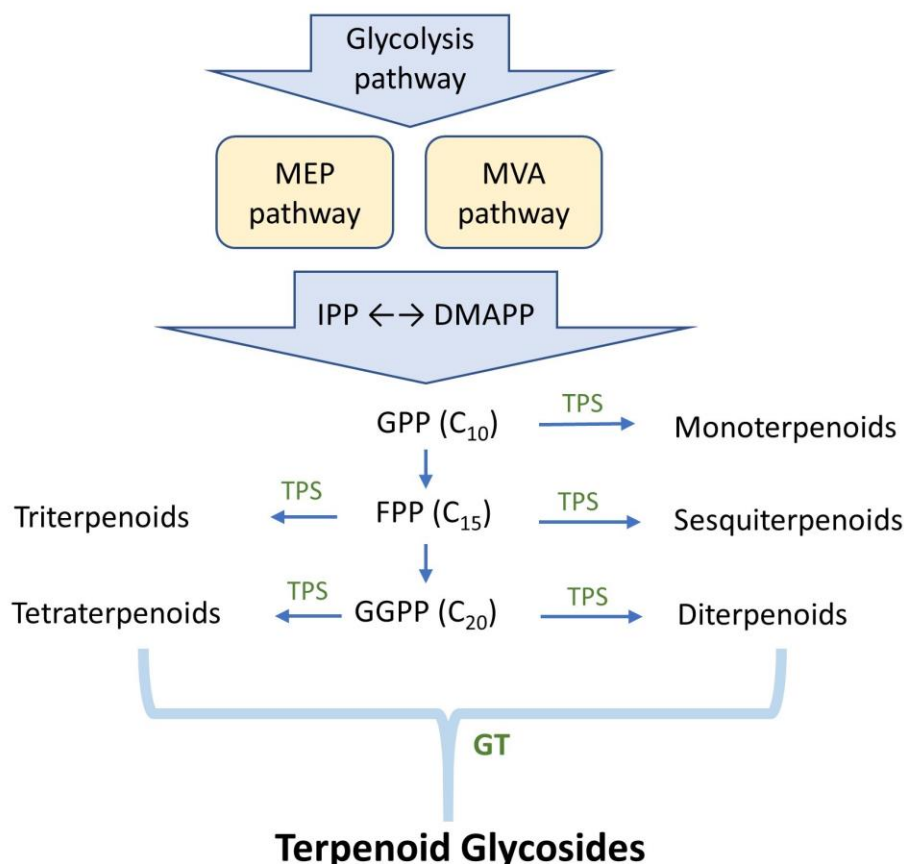 Glycolysis
pathway
MEP
pathway
MVA
pathway
IPP ←→ DMAPP
GPP (C₁₀)
TPS
Monoterpenoids
Triterpenoids
TPS
FPP (C₁₅)
TPS
Sesquiterpenoids
Tetraterpenoids
TPS
GGPP (C₂₀)
TPS
Diterpenoids
GT
Terpenoid Glycosides